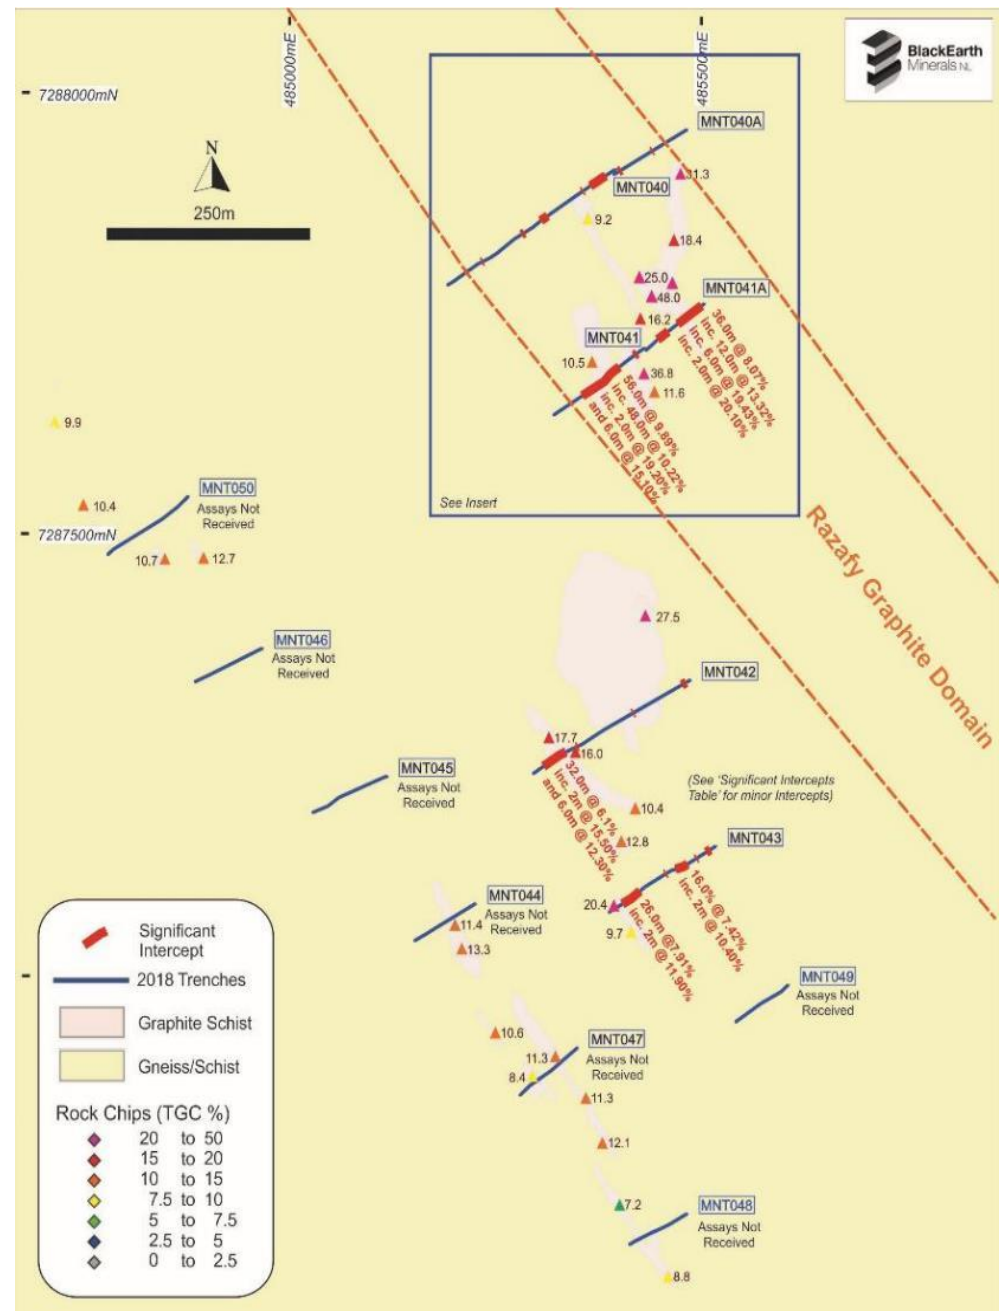 BlackEarth
Minerals NL
485000mE
485500mE
7288000mN
N
250m
MNT040A
31.3
MNT040
9.2
18.4
25.0
48.0
MNT041A
16.2
MNT041
10.5
36.8
11.6
36.0m @ 8.07%
inc. 12.0m @ 13.32%
inc. 6.0m @ 19.43%
inc. 2.0m @ 20.10%
56.0m @ 9.89%
inc. 48.0m @ 10.22%
inc. 2.0m @ 19.20%
and 6.0m @ 15.10%
See Insert
9.9
MNT050
Assays Not
Received
10.4
7287500mN
10.7
12.7
Razafy Graphite Domain
27.5
MNT046
Assays Not
Received
MNT042
17.7
16.0
32.0m @ 6.1%
inc. 2m @ 15.50%
and 6.0m @ 12.30%
MNT045
Assays Not
Received
(See 'Significant Intercepts
Table' for minor Intercepts)
10.4
12.8
MNT043
16.0% @ 7.42%
inc. 2m @ 10.40%
20.4
9.7
26.0m @7.91%
inc. 2m @ 11.90%
MNT044
Assays Not
Received
11.4
13.3
MNT049
Assays Not
Received
10.6
MNT047
Assays Not
Received
11.3
8.4
11.3
12.1
7.2
MNT048
Assays Not
Received
8.8
Significant
Intercept
2018 Trenches
Graphite Schist
Gneiss/Schist
Rock Chips (TGC %)
20 to 50
15 to 20
10 to 15
7.5 to 10
5 to 7.5
2.5 to 5
0 to 2.5